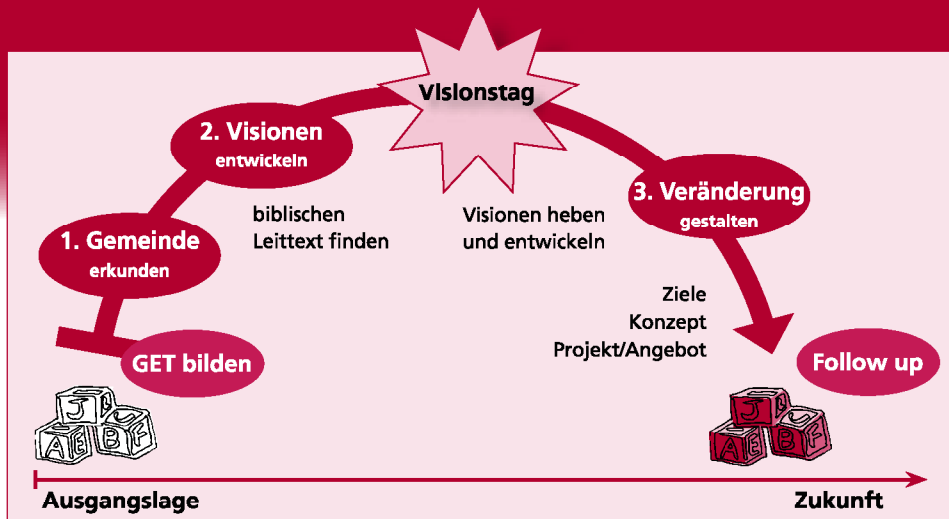 Visionstag
2. Visionen
entwickeln
3. Veränderung
gestalten
biblischen
Leittext finden
Visionen heben
und entwickeln
1. Gemeinde
erkunden
Ziele
Konzept
Projekt/Angebot
GET bilden
Follow up
J
A E B F
J
A E B F
Ausgangslage
Zukunft